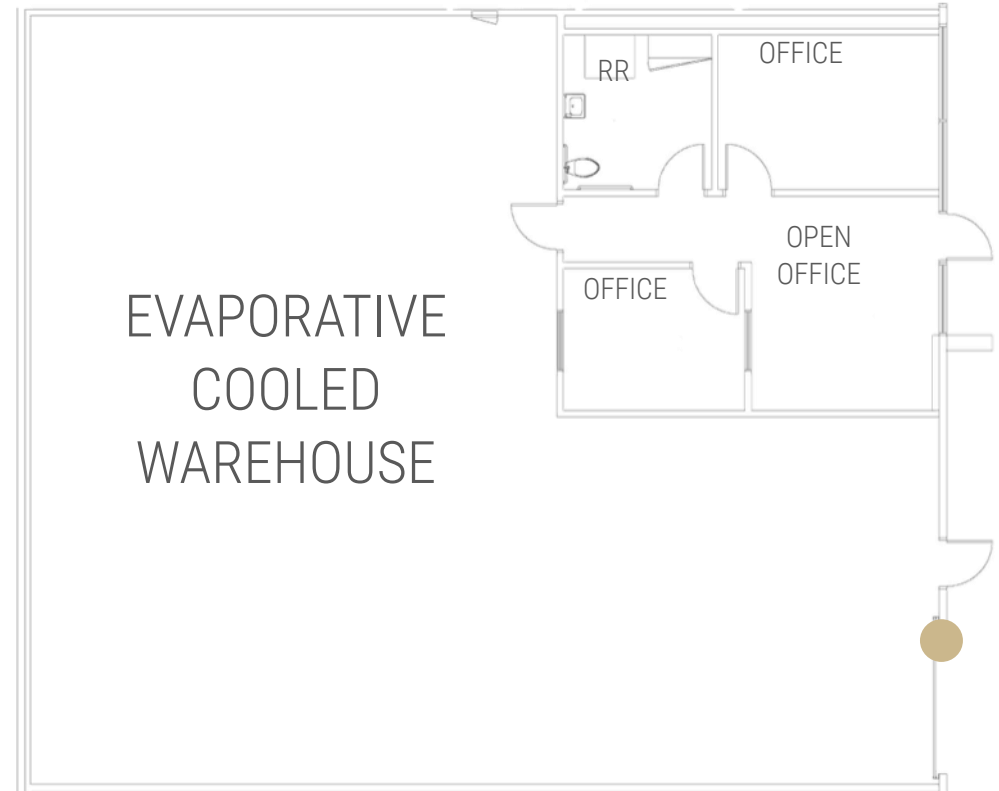 RR
OFFICE
OPEN
OFFICE
OFFICE
EVAPORATIVE
COOLED
WAREHOUSE